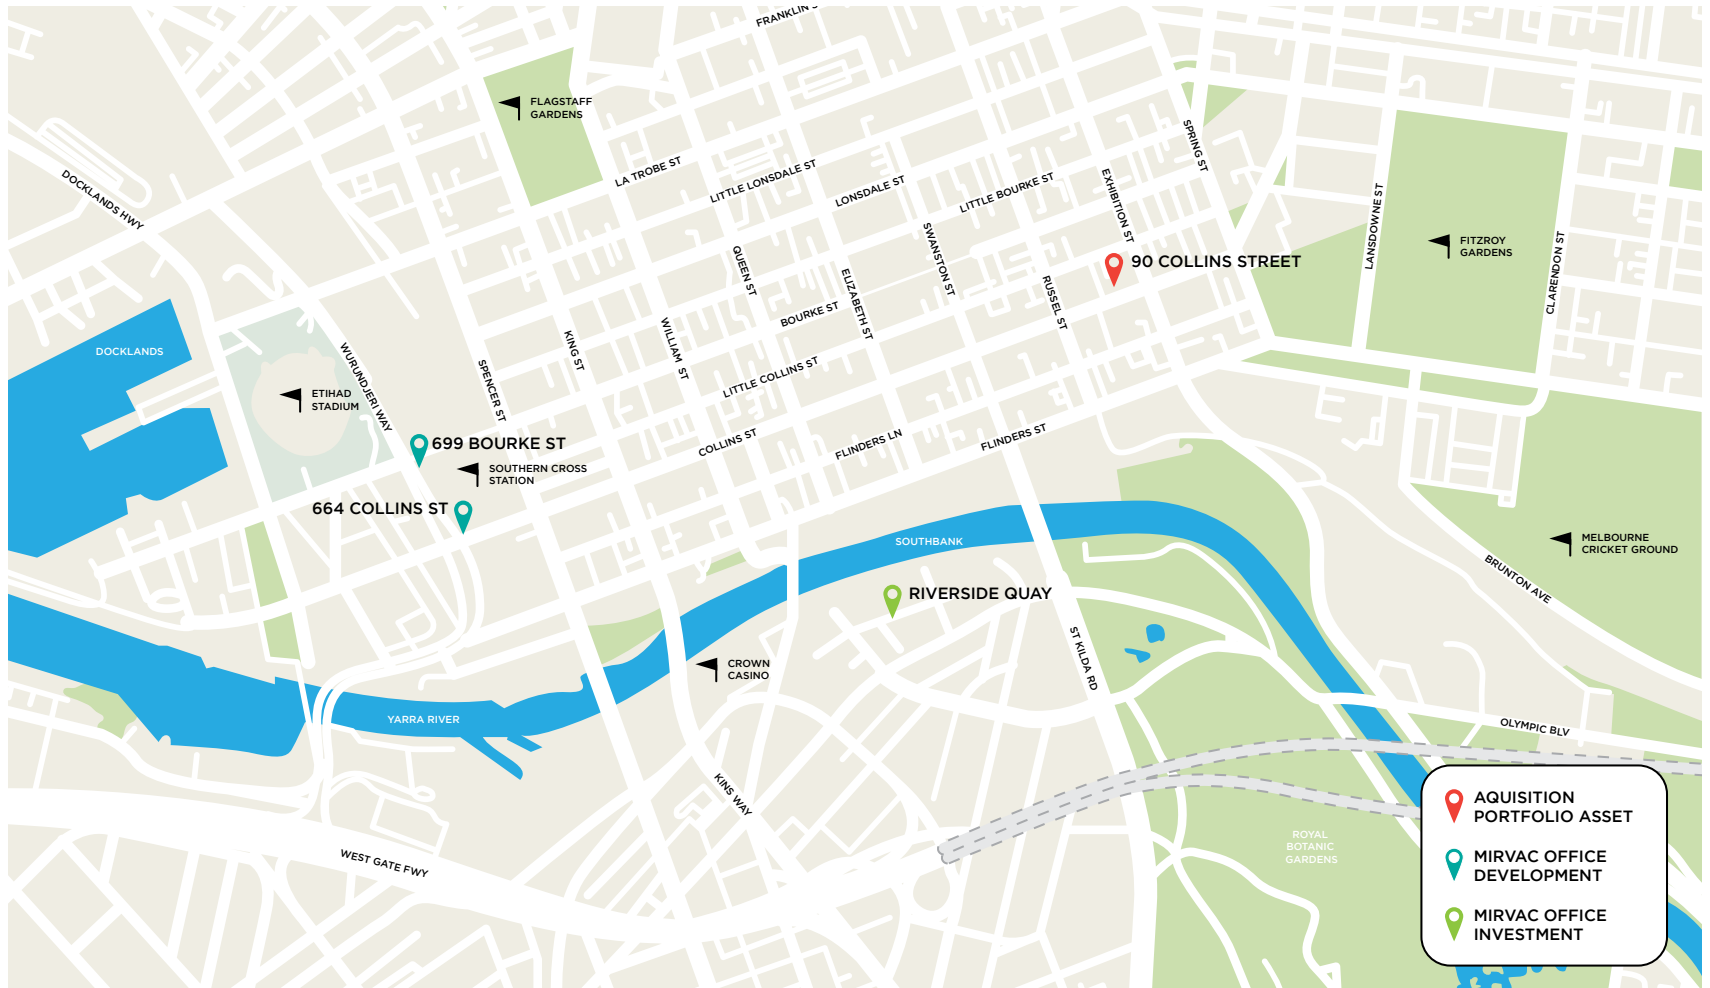 FRANKLIN S
FLAGSTAFF
GARDENS
LA TROBE ST
LITTLE LONSDALE ST
LONSDALE ST
LITTLE BOURKE ST
EXHIBITION ST
SPRING ST
LANSDOWNE ST
FITZROY
GARDENS
CLARENDON ST
DOCKLANDS HWY
90 COLLINS STREET
QUEEN ST
ELIZABETH ST
SWANSTON ST
RUSSEL ST
BOURKE ST
KING ST
WILLIAM ST
LITTLE COLLINS ST
DOCKLANDS
WURUNDJERI WAY
SPENCER ST
ETIHAD
STADIUM
699 BOURKE ST
COLLINS ST
FLINDERS LN
FLINDERS ST
SOUTHERN CROSS
STATION
664 COLLINS ST
SOUTHBANK
MELBOURNE
CRICKET GROUND
BRUNTON AVE
RIVERSIDE QUAY
ST KILDA RD
CROWN
CASINO
YARRA RIVER
OLYMPIC BLV
KINS WAY
WEST GATE FWY
ROYAL
BOTANIC
GARDENS
AQUISITION
PORTFOLIO ASSET
MIRVAC OFFICE
DEVELOPMENT
MIRVAC OFFICE
INVESTMENT